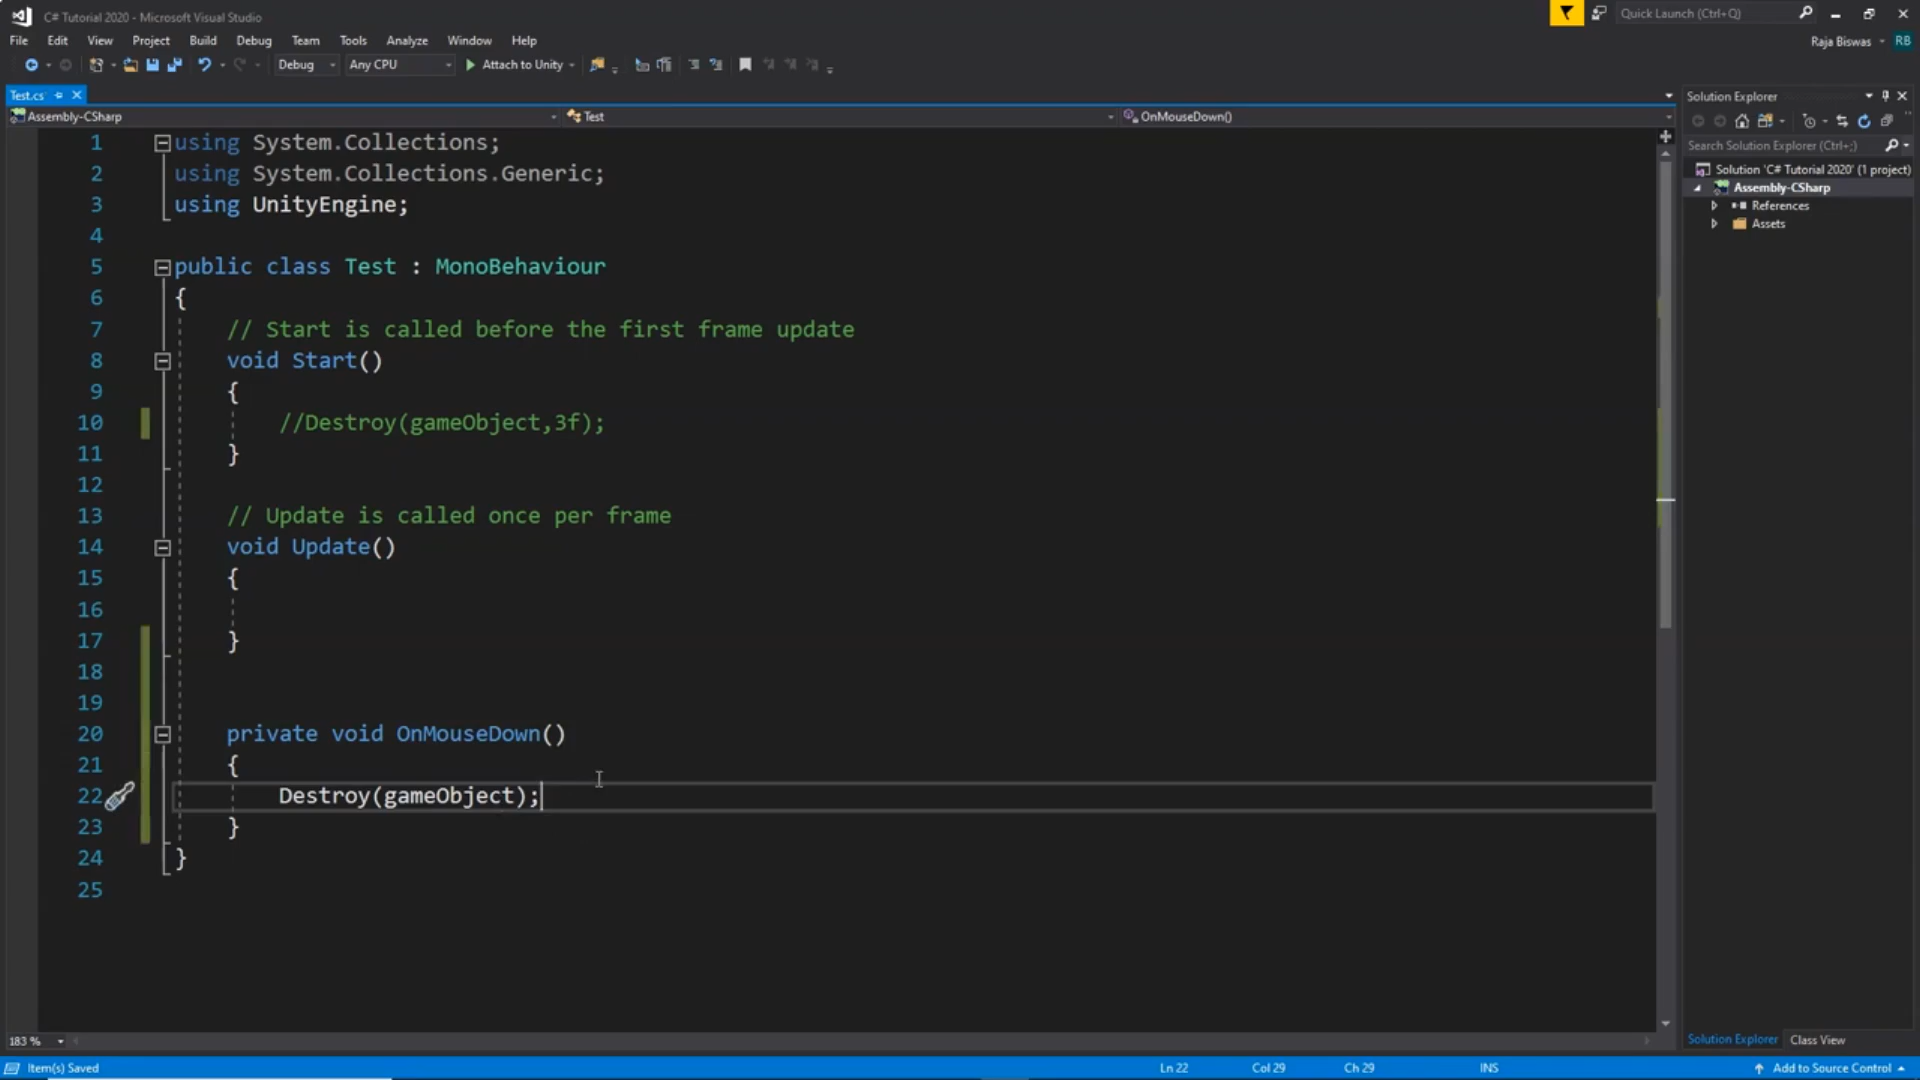 C# Tutorial 2020 - Microsoft Visual Studio
Quick Launch (Ctrl+Q)
File Edit View Project Build Debug Team Tools Analyze Window Help
Raja Biswas RB
Debug Any CPU Attach to Unity
Test.cs
Assembly-CSharp Test OnMouseDown()
1 using System.Collections;
2 using System.Collections.Generic;
3 using UnityEngine;
4
5 public class Test : MonoBehaviour
6 {
7 // Start is called before the first frame update
8 void Start()
9 {
10 //Destroy(gameObject,3f);
11 }
12
13 // Update is called once per frame
14 void Update()
15 {
16
17 }
18
19
20 private void OnMouseDown()
21 {
22 Destroy(gameObject);
23 }
24 }
25
183 %
Solution Explorer
Search Solution Explorer (Ctrl+;)
Solution 'C# Tutorial 2020' (1 project)
Assembly-CSharp
References
Assets
Solution Explorer Class View
Item(s) Saved Ln 22 Col 29 Ch 29 INS Add to Source Control